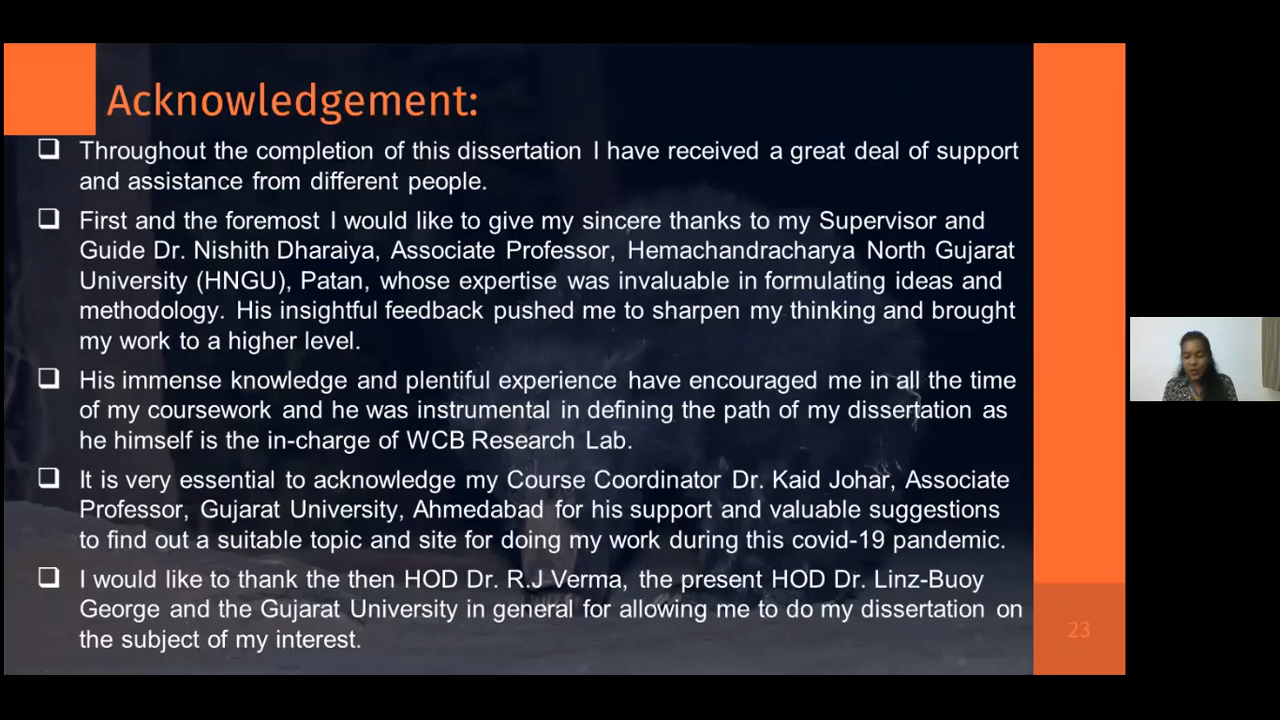 Acknowledgement:
❑ Throughout the completion of this dissertation I have received a great deal of support
and assistance from different people.
❑ First and the foremost I would like to give my sincere thanks to my Supervisor and
Guide Dr. Nishith Dharaiya, Associate Professor, Hemachandracharya North Gujarat
University (HNGU), Patan, whose expertise was invaluable in formulating ideas and
methodology. His insightful feedback pushed me to sharpen my thinking and brought
my work to a higher level.
❑ His immense knowledge and plentiful experience have encouraged me in all the time
of my coursework and he was instrumental in defining the path of my dissertation as
he himself is the in-charge of WCB Research Lab.
❑ It is very essential to acknowledge my Course Coordinator Dr. Kaid Johar, Associate
Professor, Gujarat University, Ahmedabad for his support and valuable suggestions
to find out a suitable topic and site for doing my work during this covid-19 pandemic.
❑ I would like to thank the then HOD Dr. R.J Verma, the present HOD Dr. Linz-Buoy
George and the Gujarat University in general for allowing me to do my dissertation on
the subject of my interest.
23